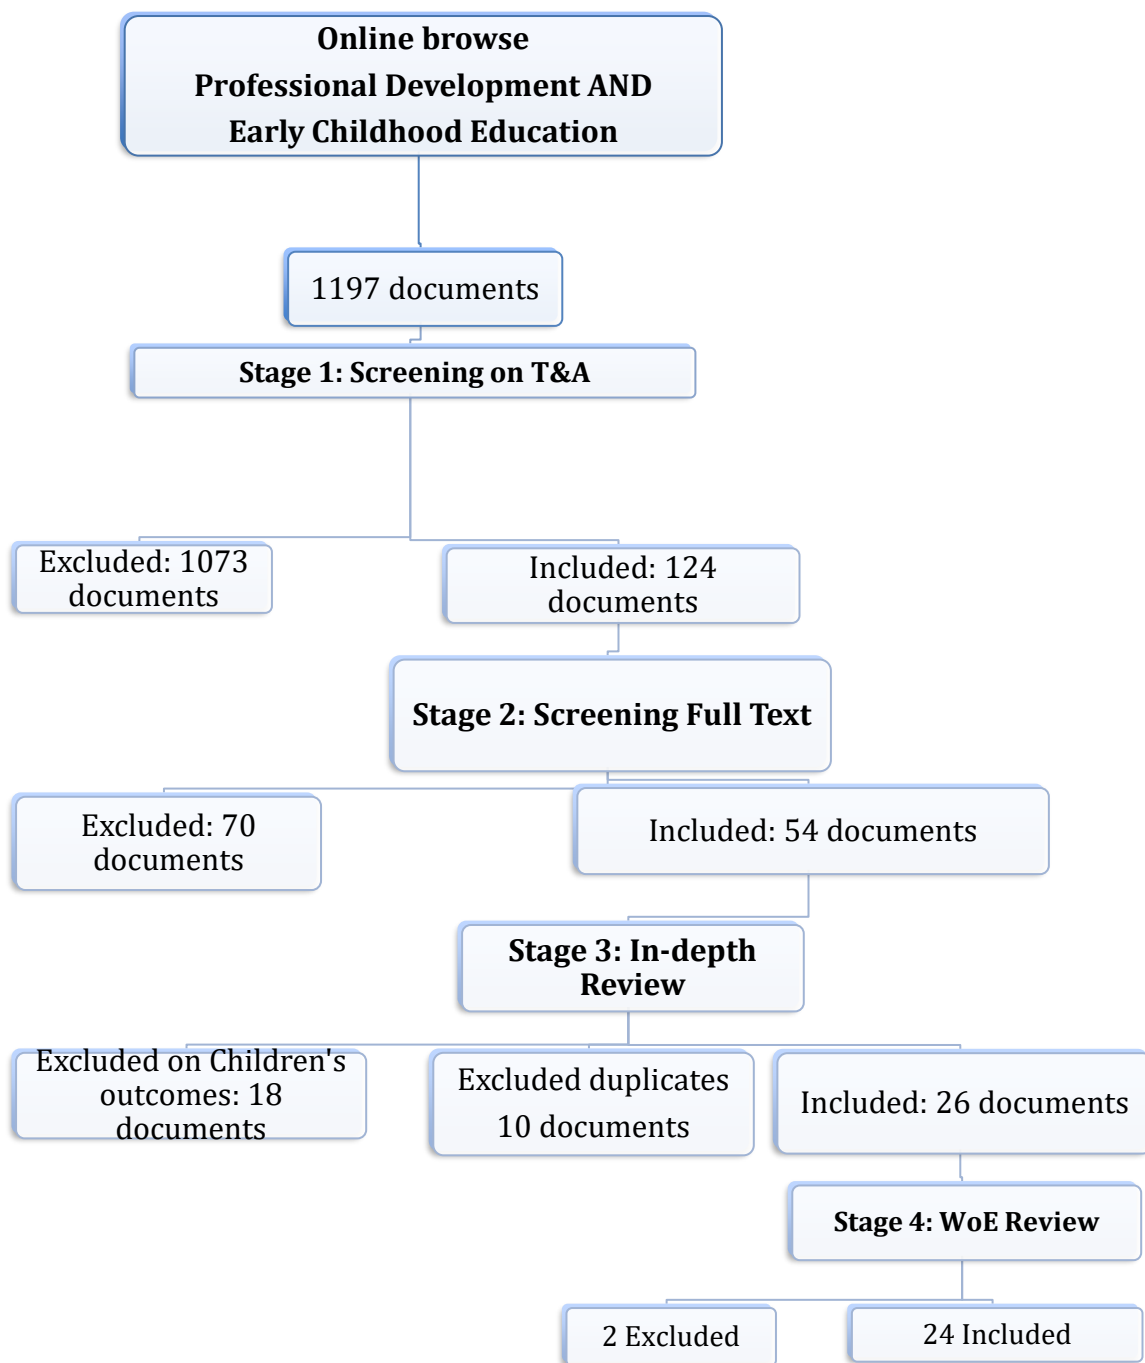 Online browse
Professional Development AND
Early Childhood Education
1197 documents
Stage 1: Screening on T&A
Excluded: 1073
documents
Included: 124
documents
Stage 2: Screening Full Text
Excluded: 70
documents
Included: 54 documents
Stage 3: In-depth
Review
Excluded on Children's
outcomes: 18
documents
Excluded duplicates
10 documents
Included: 26 documents
Stage 4: WoE Review
2 Excluded
24 Included